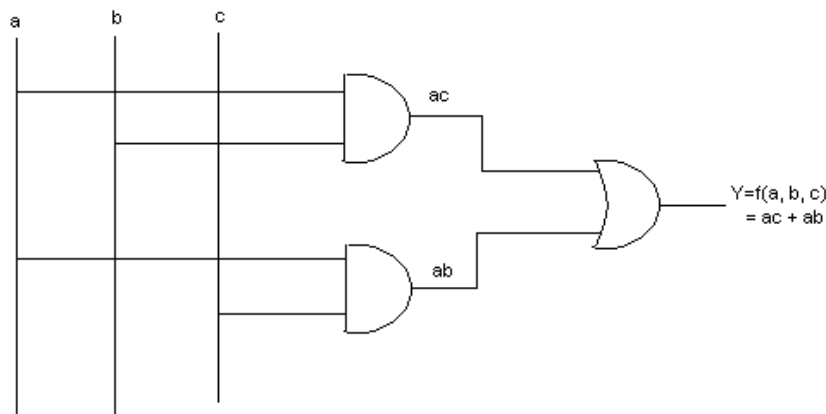 a
b
c
ac
ab
Y=f(a, b, c)
= ac + ab